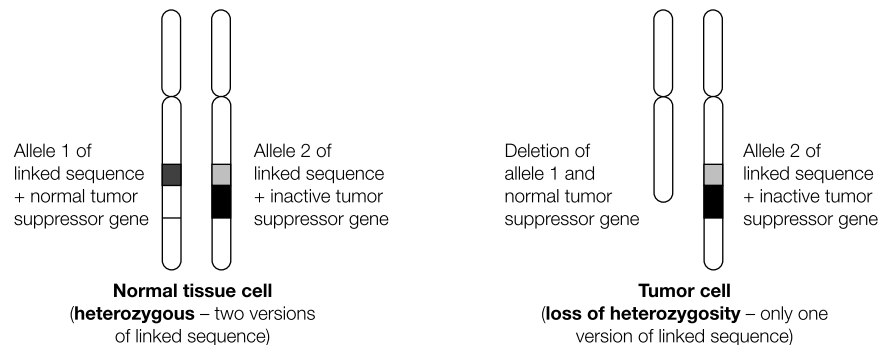 Allele 1 of
linked sequence
+ normal tumor
suppressor gene
Allele 2 of
linked sequence
+ inactive tumor
suppressor gene
Normal tissue cell
(heterozygous – two versions
of linked sequence)
Deletion of
allele 1 and
normal tumor
suppressor gene
Allele 2 of
linked sequence
+ inactive tumor
suppressor gene
Tumor cell
(loss of heterozygosity – only one
version of linked sequence)